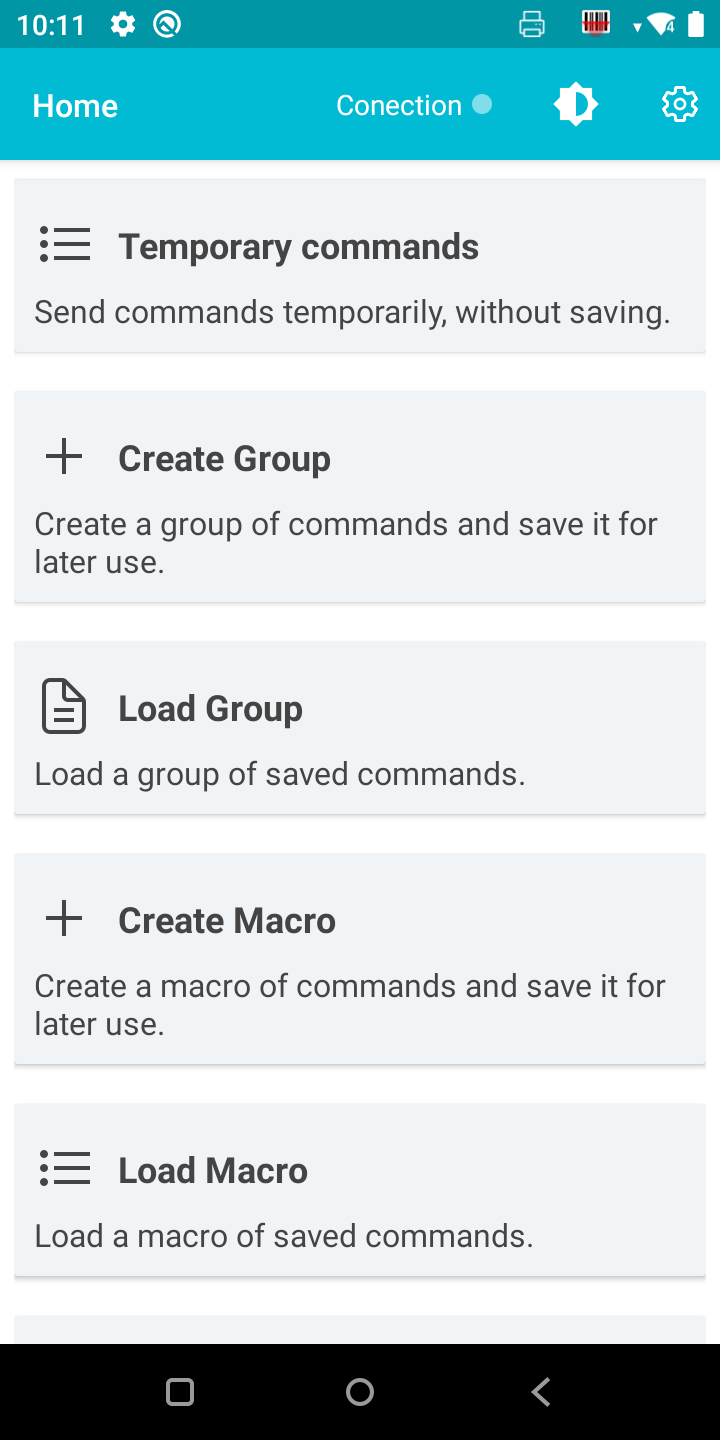 10:11
4
Home
Conection
Temporary commands
Send commands temporarily, without saving.
Create Group
Create a group of commands and save it for
later use.
Load Group
Load a group of saved commands.
Create Macro
Create a macro of commands and save it for
later use.
Load Macro
Load a macro of saved commands.